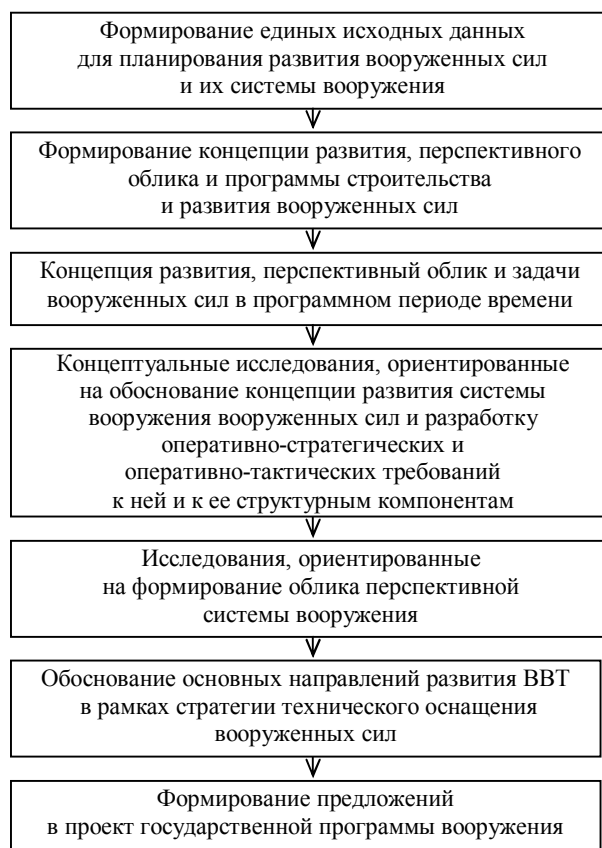 Формирование единых исходных данных
для планирования развития вооруженных сил
и их системы вооружения
Формирование концепции развития, перспективного
облика и программы строительства
и развития вооруженных сил
Концепция развития, перспективный облик и задачи
вооруженных сил в программном периоде времени
Концептуальные исследования, ориентированные
на обоснование концепции развития системы
вооружения вооруженных сил и разработку
оперативно-стратегических и
оперативно-тактических требований
к ней и к ее структурным компонентам
Исследования, ориентированные
на формирование облика перспективной
системы вооружения
Обоснование основных направлений развития ВВТ
в рамках стратегии технического оснащения
вооруженных сил
Формирование предложений
в проект государственной программы вооружения